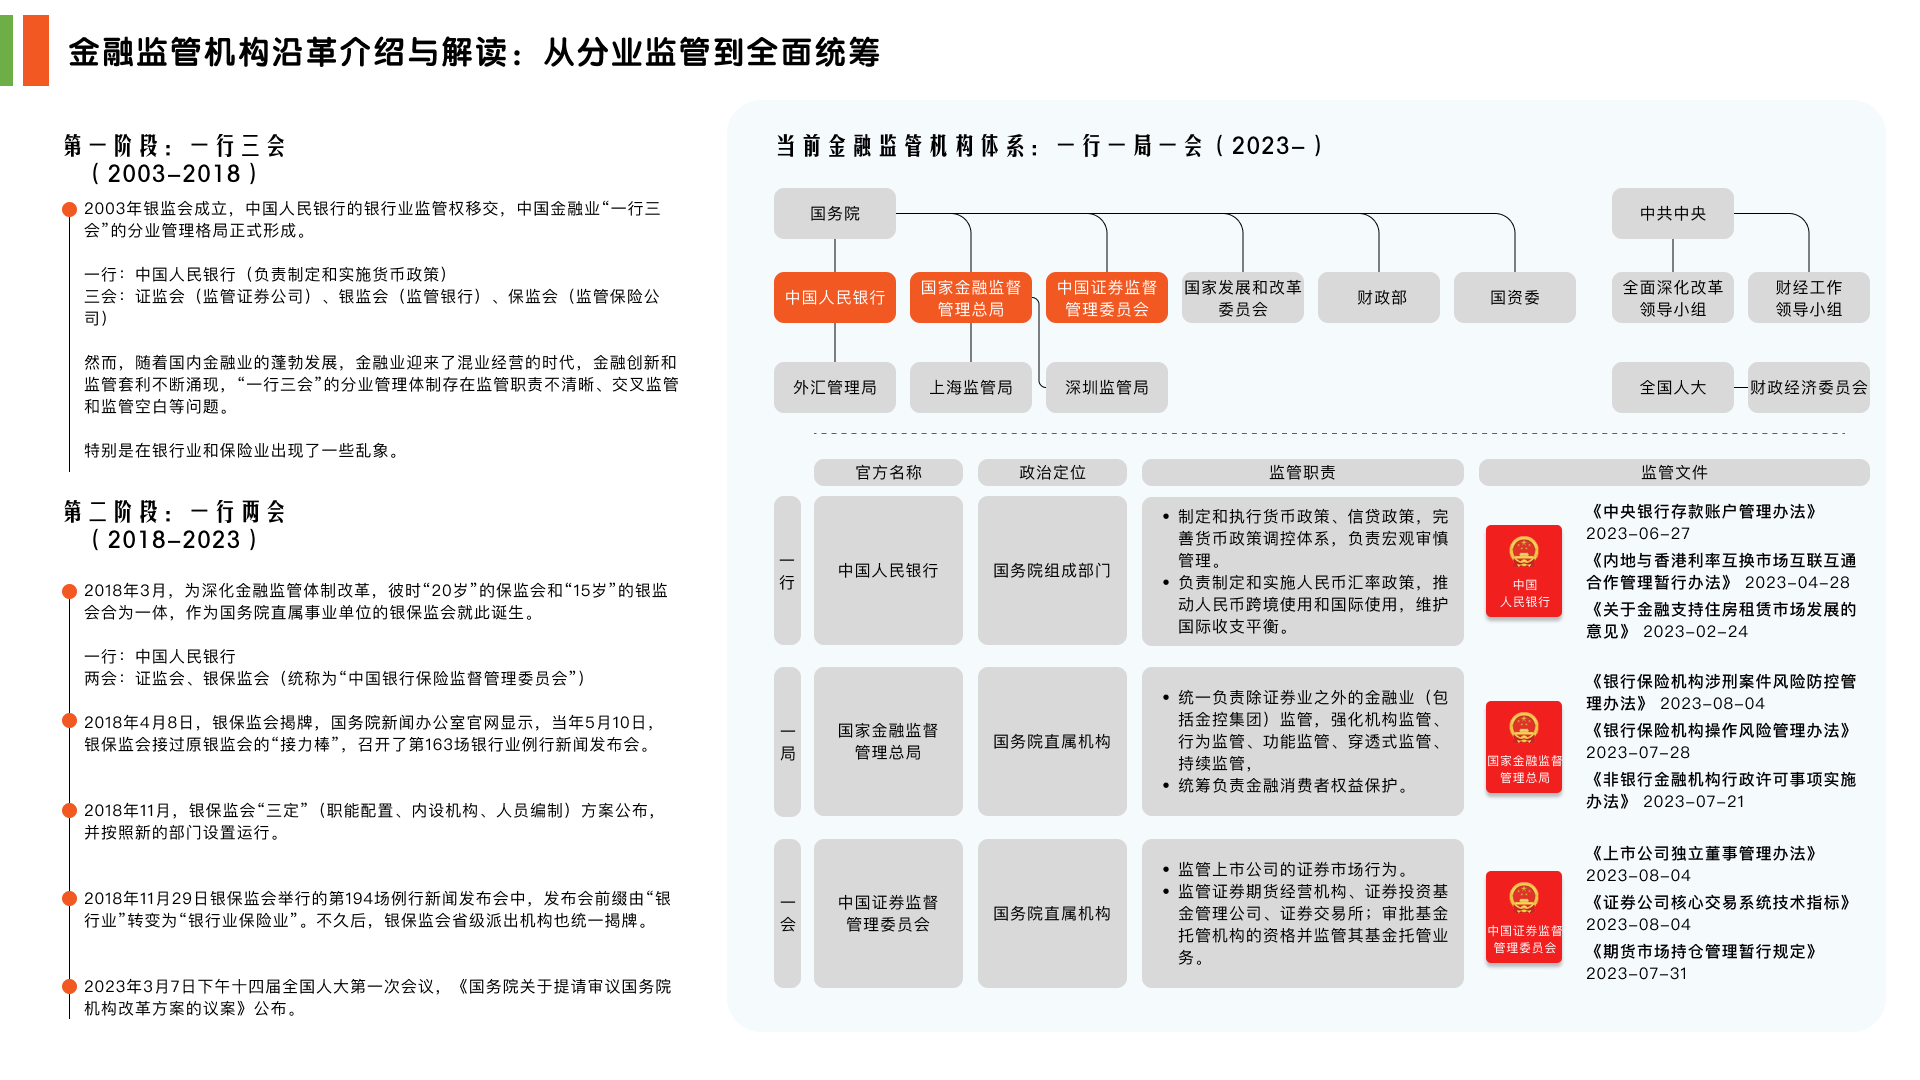 金融监管机构沿革介绍与解读：从分业监管到全面统筹
第一阶段：一行三会
（2003-2018）
2003年银监会成立，中国人民银行的银行业监管权移交，中国金融业“一行三
会”的分业管理格局正式形成。
一行：中国人民银行（负责制定和实施货币政策）
三会：证监会（监管证券公司）、银监会（监管银行）、保监会（监管保险公
司）
然而，随着国内金融业的蓬勃发展，金融业迎来了混业经营的时代，金融创新和
监管套利不断涌现，“一行三会”的分业管理体制存在监管职责不清晰、交叉监管
和监管空白等问题。
特别是在银行业和保险业出现了一些乱象。
第二阶段：一行两会
（2018-2023）
2018年3月，为深化金融监管体制改革，彼时“20岁”的保监会和“15岁”的银监
会合为一体，作为国务院直属事业单位的银保监会就此诞生。
一行：中国人民银行
两会：证监会、银保监会（统称为“中国银行保险监督管理委员会”）
2018年4月8日，银保监会揭牌，国务院新闻办公室官网显示，当年5月10日，
银保监会接过原银监会的“接力棒”，召开了第163场银行业例行新闻发布会。
2018年11月，银保监会“三定”（职能配置、内设机构、人员编制）方案公布，
并按照新的部门设置运行。
2018年11月29日银保监会举行的第194场例行新闻发布会中，发布会前缀由“银
行业”转变为“银行业保险业”。不久后，银保监会省级派出机构也统一揭牌。
2023年3月7日下午十四届全国人大第一次会议，《国务院关于提请审议国务院
机构改革方案的议案》公布。
当前金融监管机构体系：一行一局一会（2023-）
国务院
中共中央
中国人民银行
国家金融监督
管理总局
中国证券监督
管理委员会
国家发展和改革
委员会
财政部
国资委
全面深化改革
领导小组
财经工作
领导小组
外汇管理局
上海监管局
深圳监管局
全国人大
财政经济委员会
官方名称
政治定位
监管职责
监管文件
一
行
中国人民银行
国务院组成部门
• 制定和执行货币政策、信贷政策，完
善货币政策调控体系，负责宏观审慎
管理。
• 负责制定和实施人民币汇率政策，推
动人民币跨境使用和国际使用，维护
国际收支平衡。
中国
人民银行
《中央银行存款账户管理办法》
2023-06-27
《内地与香港利率互换市场互联互通
合作管理暂行办法》 2023-04-28
《关于金融支持住房租赁市场发展的
意见》 2023-02-24
一
局
国家金融监督
管理总局
国务院直属机构
• 统一负责除证券业之外的金融业（包
括金控集团）监管，强化机构监管、
行为监管、功能监管、穿透式监管、
持续监管，
• 统筹负责金融消费者权益保护。
国家金融监督
管理总局
《银行保险机构涉刑案件风险防控管
理办法》 2023-08-04
《银行保险机构操作风险管理办法》
2023-07-28
《非银行金融机构行政许可事项实施
办法》 2023-07-21
一
会
中国证券监督
管理委员会
国务院直属机构
• 监管上市公司的证券市场行为。
• 监管证券期货经营机构、证券投资基
金管理公司、证券交易所；审批基金
托管机构的资格并监管其基金托管业
务。
中国证券监督
管理委员会
《上市公司独立董事管理办法》
2023-08-04
《证券公司核心交易系统技术指标》
2023-08-04
《期货市场持仓管理暂行规定》
2023-07-31